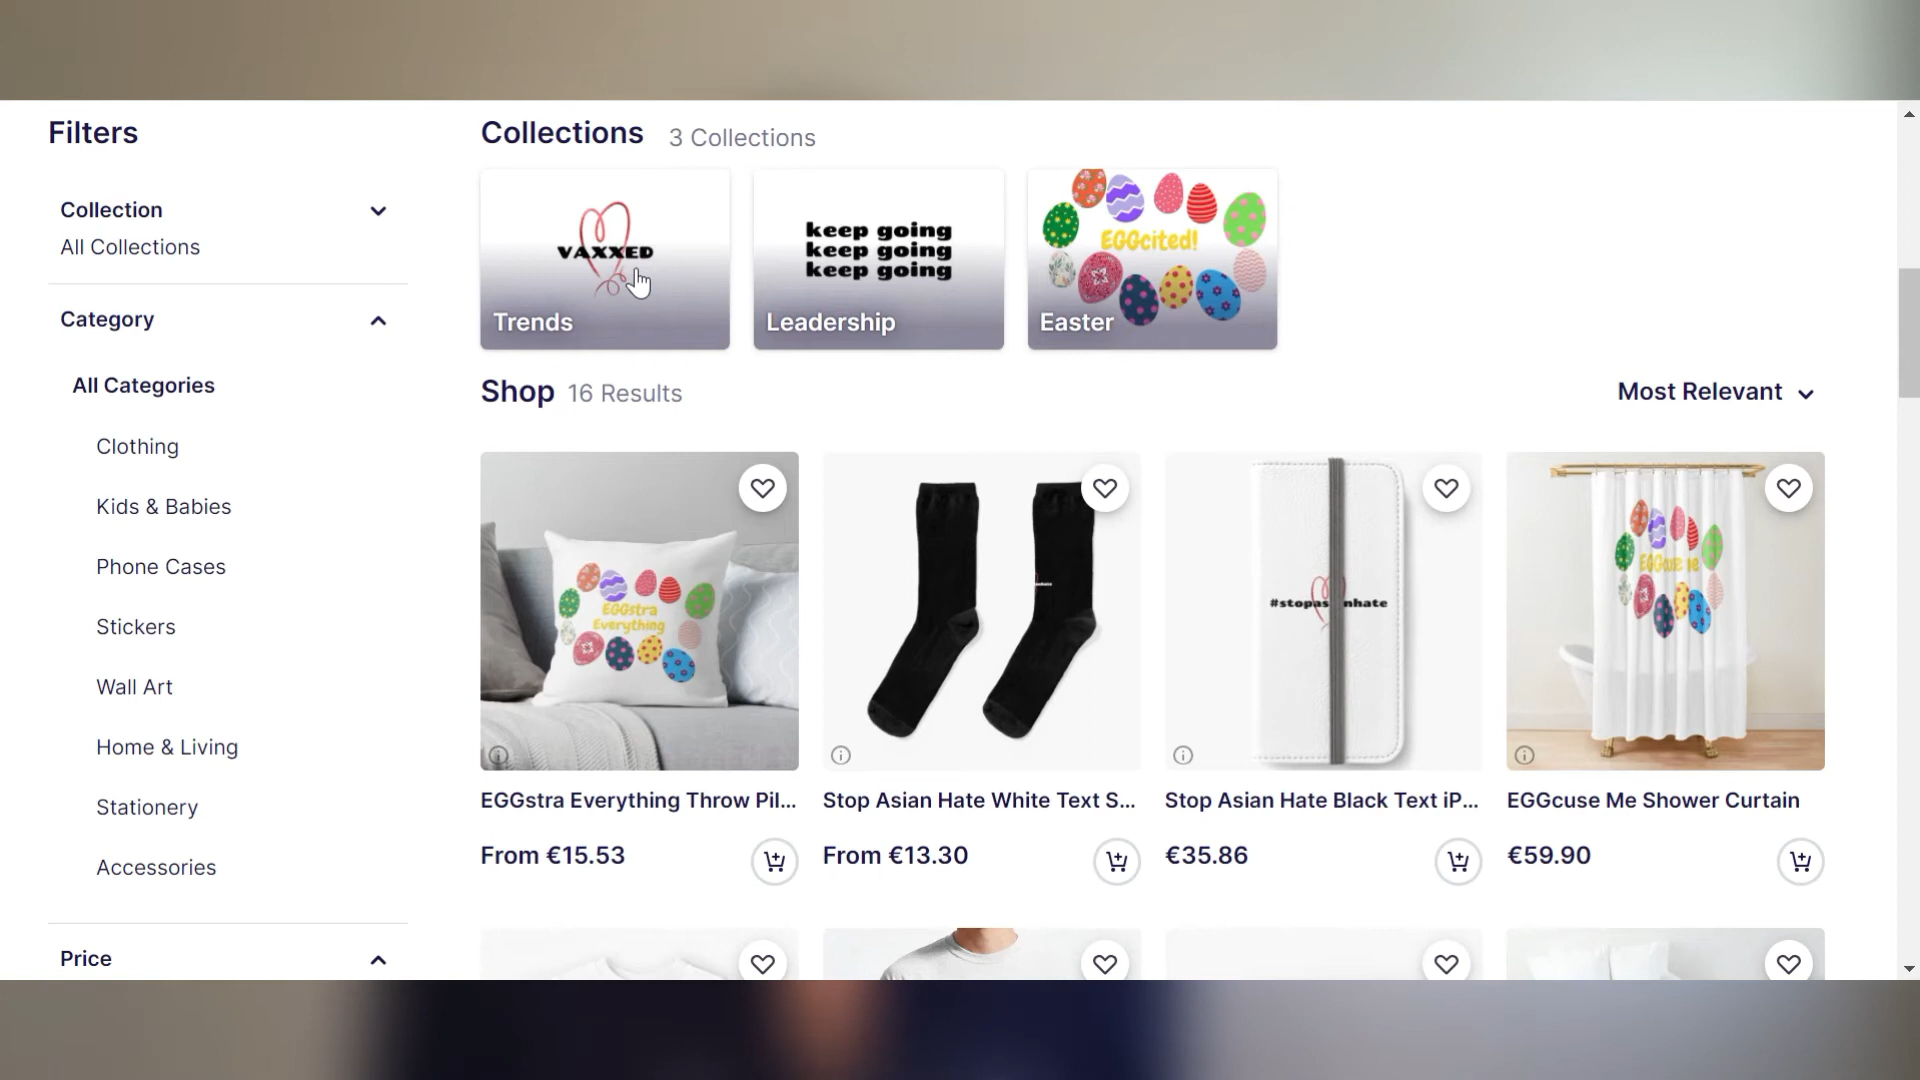 Filters
Collection
All Collections
Category
All Categories
Clothing
Kids & Babies
Phone Cases
Stickers
Wall Art
Home & Living
Stationery
Accessories
Price
Collections 3 Collections
VAXXED
Trends
keep going
keep going
keep going
Leadership
EGGcited!
Easter
Shop 16 Results
Most Relevant
EGGstra
Everything
EGGstra Everything Throw Pil...
From €15.53
Stop Asian Hate White Text S...
From €13.30
#stopas nhate
Stop Asian Hate Black Text iP...
€35.86
EGGcuse Me Shower Curtain
€59.90